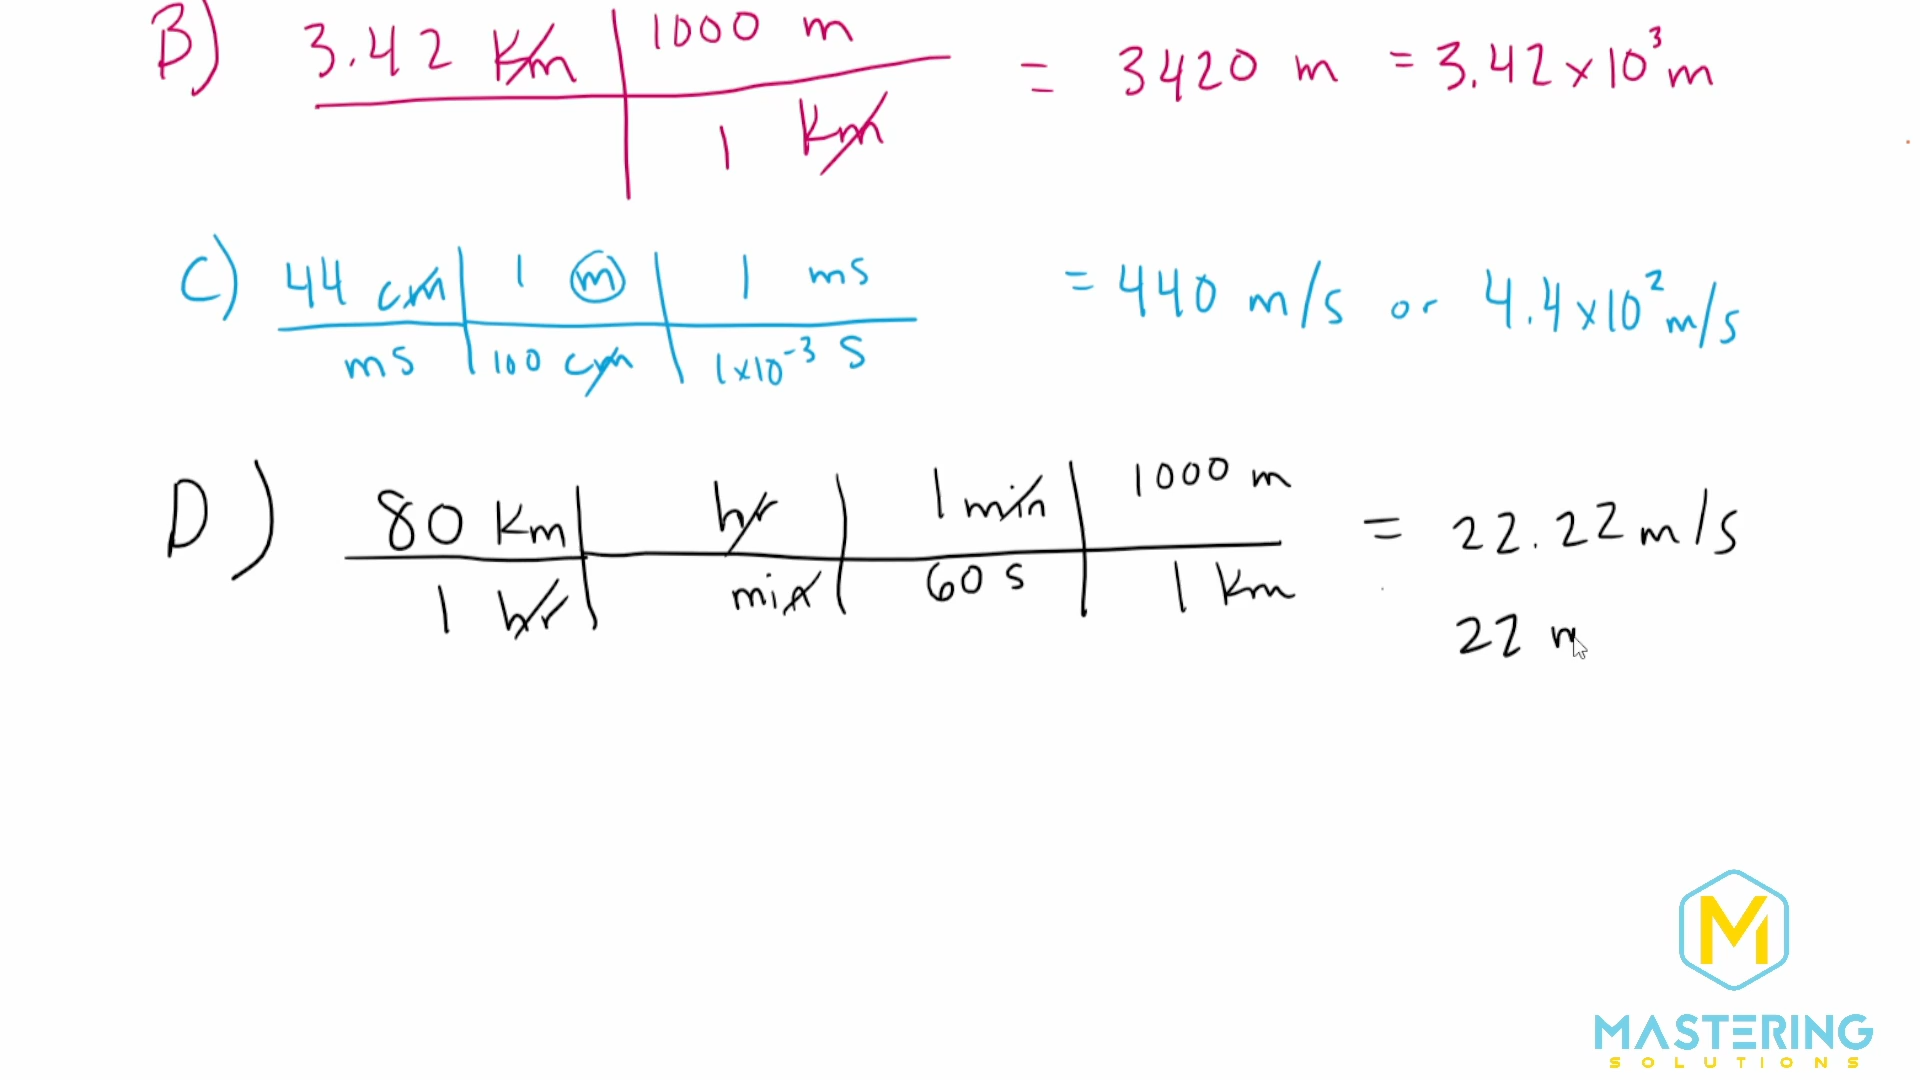 B) 3.42 Km | 1000 m = 3420 m = 3.42×10³ m
1 Km
C) 44 cm | 1 m | 1 ms = 440 m/s or 4.4×10² m/s
ms | 100 cm | 1×10⁻³ s
D) 80 Km | hr | 1 min | 1000 m = 22.22 m/s
1 hr | min | 60 s | 1 Km
22 m
MASTERING
SOLUTIONS